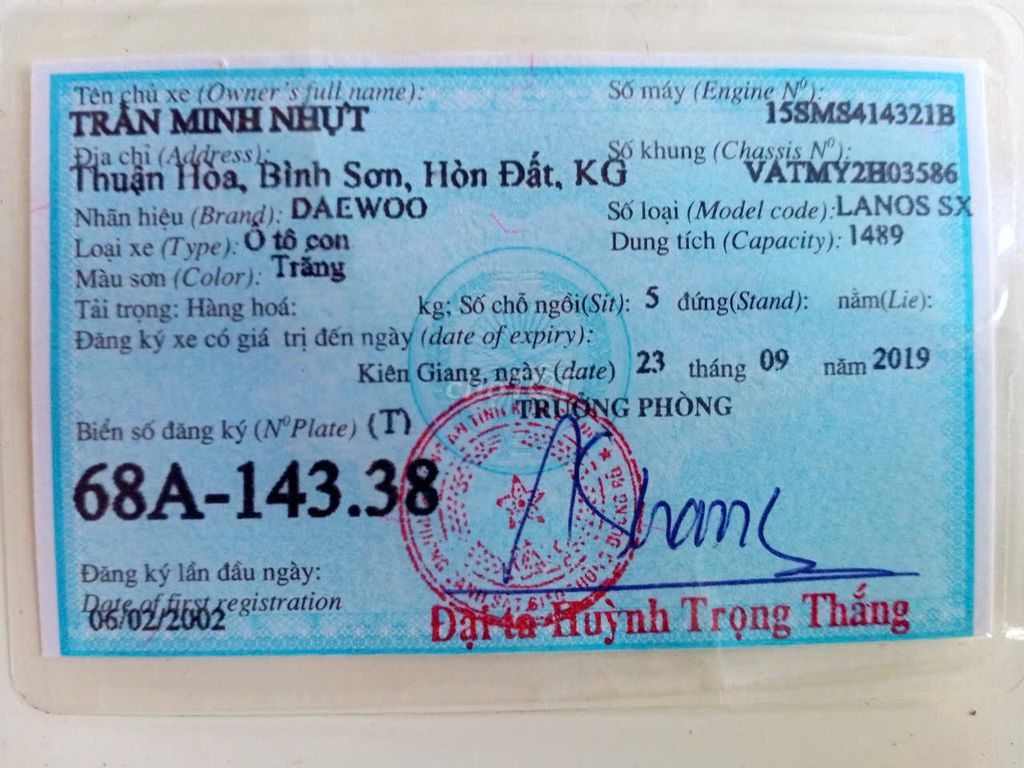 Tên chủ xe (Owner's full name): Số máy (Engine Nº):
TRẦN MINH NHỰT 15SMS414321B
Địa chỉ (Address): Số khung (Chassis Nº):
Thuận Hòa, Bình Sơn, Hòn Đất, KG VATMY2H03586
Nhãn hiệu (Brand): DAEWOO Số loại (Model code): LANOS SX
Loại xe (Type): Ô tô con Dung tích (Capacity): 1489
Màu sơn (Color): Trắng
Tải trọng: Hàng hoá: kg; Số chỗ ngồi(Sit): 5 đứng(Stand): nằm(Lie):
Đăng ký xe có giá trị đến ngày (date of expiry):
Kiên Giang, ngày (date) 23 tháng 09 năm 2019
TRƯỞNG PHÒNG
Biển số đăng ký (NºPlate) (T)
68A-143.38
Đăng ký lần đầu ngày:
Date of first registration
06/02/2002
Đại tá Huỳnh Trọng Thắng